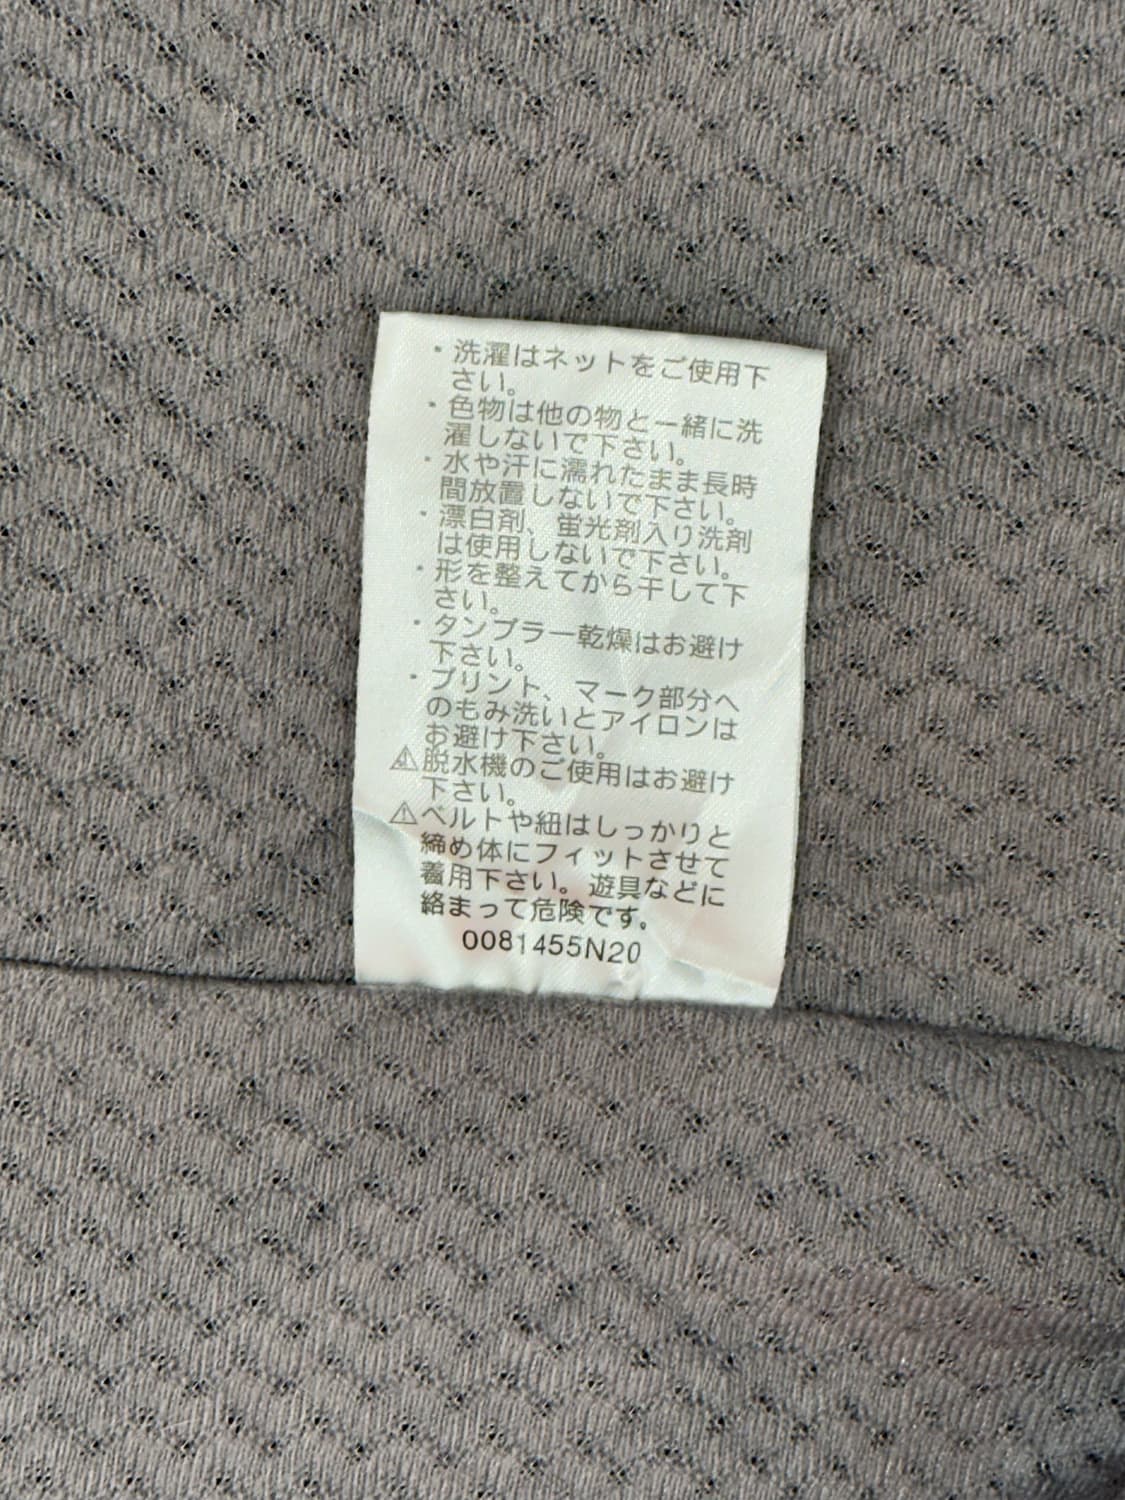 ・洗濯はネットをご使用下
さい。
・色物は他の物と一緒に洗
濯しないで下さい。
・水や汗に濡れたまま長時
間放置しないで下さい。
・漂白剤、蛍光剤入り洗剤
は使用しないで下さい。
・形を整えてから干して下
さい。
・タンブラー乾燥はお避け
下さい。
・プリント、マーク部分へ
のもみ洗いとアイロンは
お避け下さい。
⚠脱水機のご使用はお避け
下さい。
⚠ベルトや紐はしっかりと
締め体にフィットさせて
着用下さい。遊具などに
絡まって危険です。
0081455N20